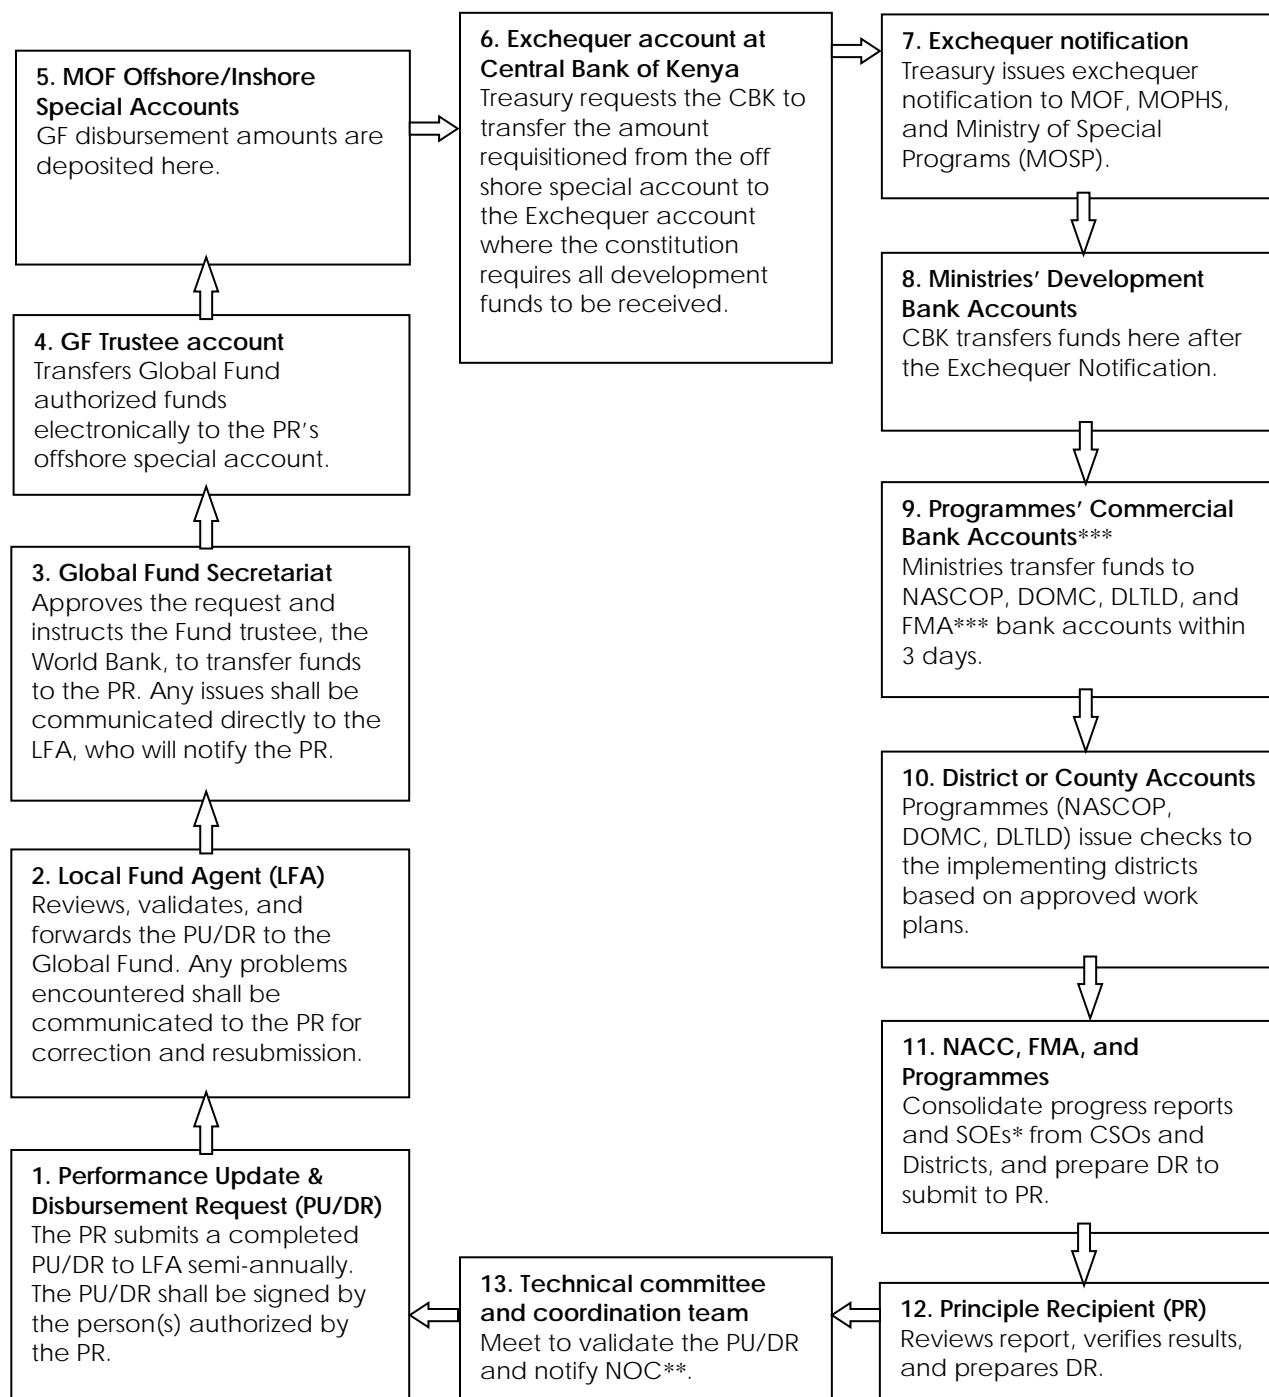 5. MOF Offshore/Inshore
Special Accounts
GF disbursement amounts are
deposited here.
6. Exchequer account at
Central Bank of Kenya
Treasury requests the CBK to
transfer the amount
requisitioned from the off
shore special account to
the Exchequer account
where the constitution
requires all development
funds to be received.
7. Exchequer notification
Treasury issues exchequer
notification to MOF, MOPHS,
and Ministry of Special
Programs (MOSP).
4. GF Trustee account
Transfers Global Fund
authorized funds
electronically to the PR's
offshore special account.
8. Ministries' Development
Bank Accounts
CBK transfers funds here after
the Exchequer Notification.
3. Global Fund Secretariat
Approves the request and
instructs the Fund trustee, the
World Bank, to transfer funds
to the PR. Any issues shall be
communicated directly to the
LFA, who will notify the PR.
9. Programmes' Commercial
Bank Accounts***
Ministries transfer funds to
NASCOP, DOMC, DLTLD, and
FMA*** bank accounts within
3 days.
2. Local Fund Agent (LFA)
Reviews, validates, and
forwards the PU/DR to the
Global Fund. Any problems
encountered shall be
communicated to the PR for
correction and resubmission.
10. District or County Accounts
Programmes (NASCOP,
DOMC, DLTLD) issue checks to
the implementing districts
based on approved work
plans.
11. NACC, FMA, and
Programmes
Consolidate progress reports
and SOEs* from CSOs and
Districts, and prepare DR to
submit to PR.
1. Performance Update &
Disbursement Request (PU/DR)
The PR submits a completed
PU/DR to LFA semi-annually.
The PU/DR shall be signed by
the person(s) authorized by
the PR.
13. Technical committee
and coordination team
Meet to validate the PU/DR
and notify NOC**.
12. Principle Recipient (PR)
Reviews report, verifies results,
and prepares DR.